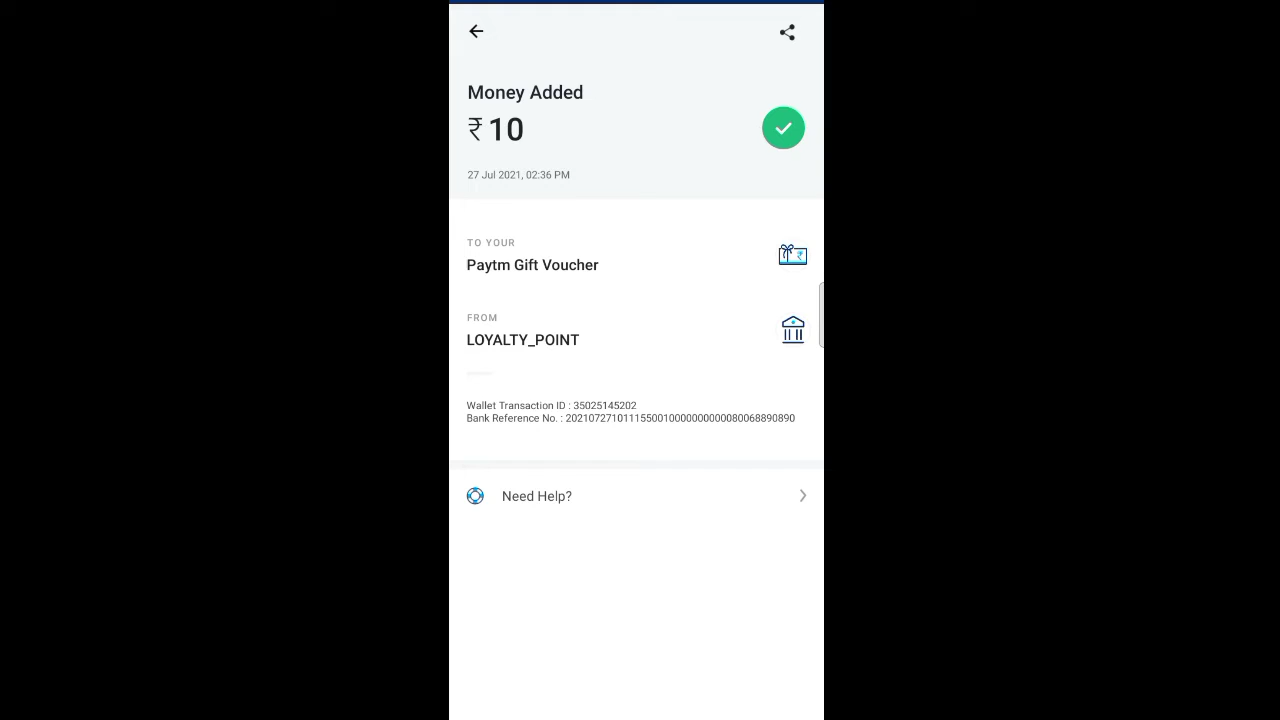 Money Added
₹10
27 Jul 2021, 02:36 PM
TO YOUR
Paytm Gift Voucher
FROM
LOYALTY_POINT
Wallet Transaction ID : 35025145202
Bank Reference No. : 2021072710111550010000000000080068890890
Need Help?